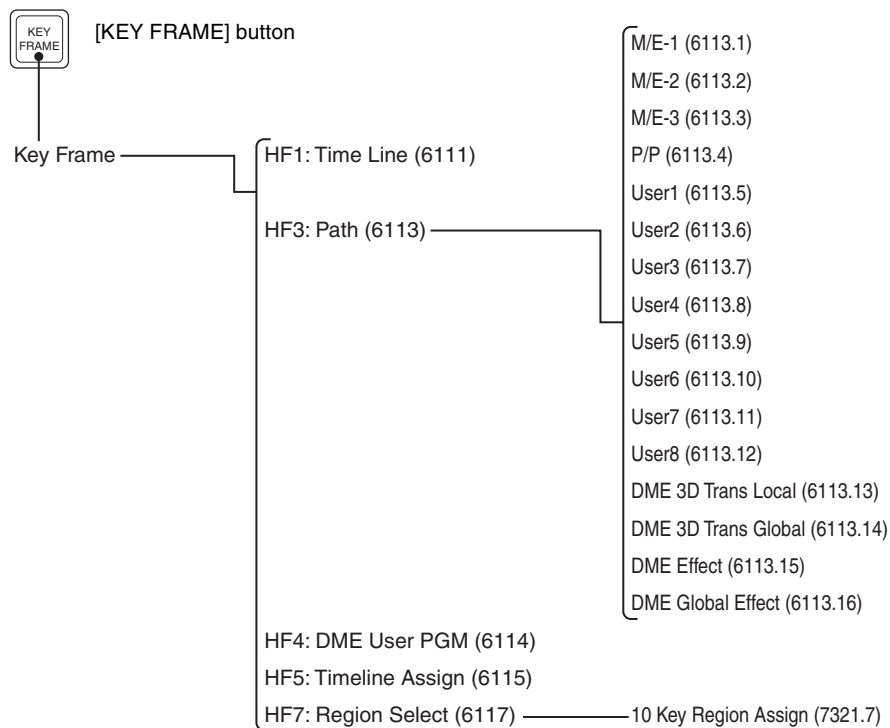 KEY
FRAME
[KEY FRAME] button
Key Frame
HF1: Time Line (6111)
HF3: Path (6113)
M/E-1 (6113.1)
M/E-2 (6113.2)
M/E-3 (6113.3)
P/P (6113.4)
User1 (6113.5)
User2 (6113.6)
User3 (6113.7)
User4 (6113.8)
User5 (6113.9)
User6 (6113.10)
User7 (6113.11)
User8 (6113.12)
DME 3D Trans Local (6113.13)
DME 3D Trans Global (6113.14)
DME Effect (6113.15)
DME Global Effect (6113.16)
HF4: DME User PGM (6114)
HF5: Timeline Assign (6115)
HF7: Region Select (6117)
10 Key Region Assign (7321.7)